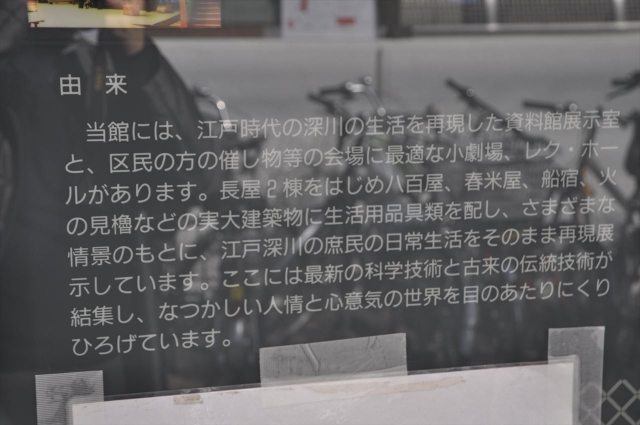 由来
当館には、江戸時代の深川の生活を再現した資料館展示室
と、区民の方の催し物等の会場に最適な小劇場、レク・ホー
ルがあります。長屋2棟をはじめ八百屋、舂米屋、船宿、火
の見櫓などの実大建築物に生活用品具類を配し、さまざまな
情景のもとに、江戸深川の庶民の日常生活をそのまま再現展
示しています。ここには最新の科学技術と古来の伝統技術が
結集し、なつかしい人情と心意気の世界を目のあたりにくり
ひろげています。